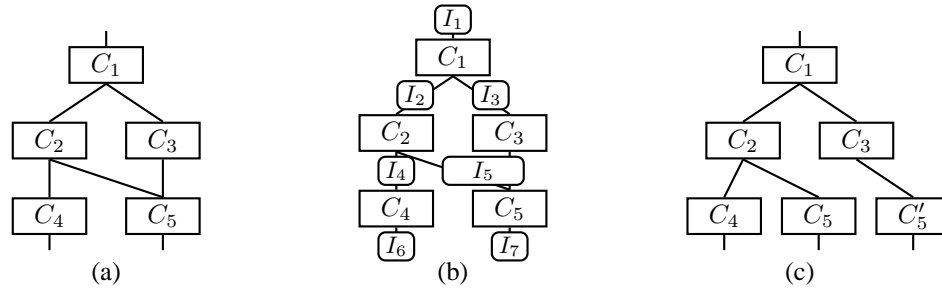 I₁
C₁ C₁ C₁
I₂ I₃
C₂ C₃ C₂ C₃ C₂ C₃
I₄ I₅
C₄ C₅ C₄ C₅ C₄ C₅ C₅′
I₆ I₇
(a) (b) (c)